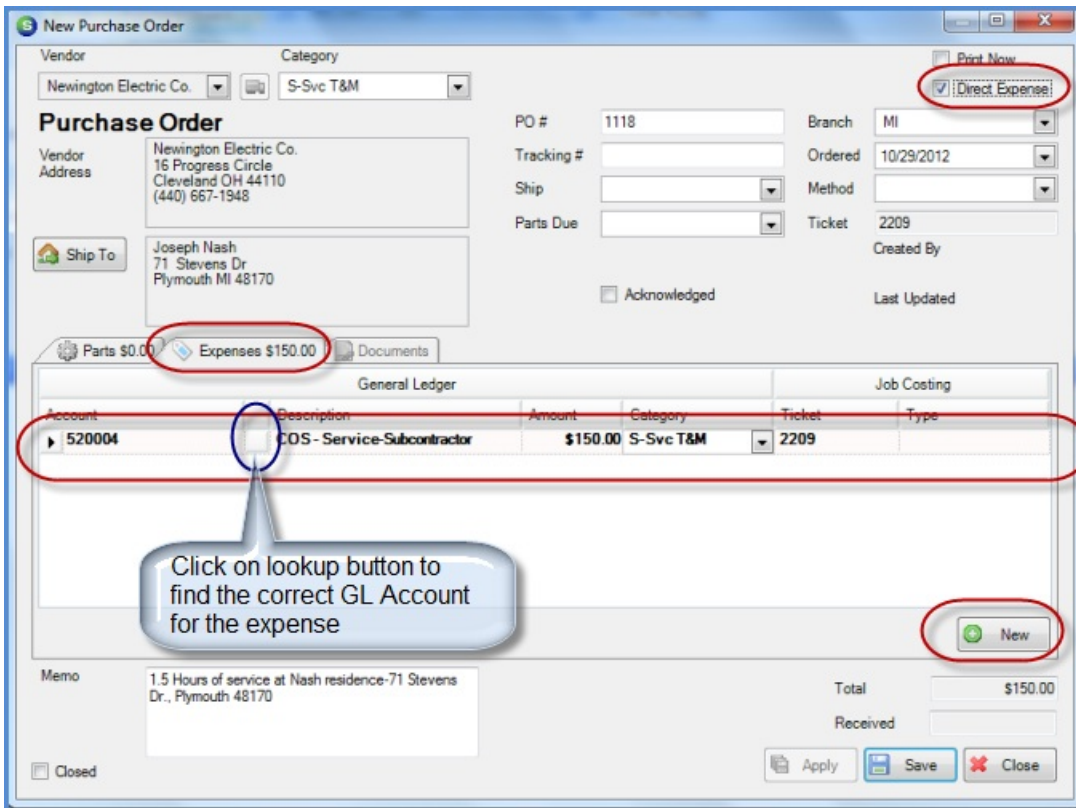 New Purchase Order
Vendor Category Print Now
Newington Electric Co. S-Svc T&M Direct Expense
Purchase Order PO # 1118 Branch MI
Vendor Address
Newington Electric Co.
16 Progress Circle
Cleveland OH 44110
(440) 667-1948
Tracking # Ordered 10/29/2012
Ship Method
Parts Due Ticket 2209
Ship To
Joseph Nash
71 Stevens Dr
Plymouth MI 48170
Created By
Acknowledged Last Updated
Parts $0.00 Expenses $150.00 Documents
General Ledger Job Costing
Account Description Amount Category Ticket Type
520004 COS - Service-Subcontractor $150.00 S-Svc T&M 2209
Click on lookup button to
find the correct GL Account
for the expense
New
Memo
1.5 Hours of service at Nash residence-71 Stevens
Dr., Plymouth 48170
Total $150.00
Received
Closed Apply Save Close